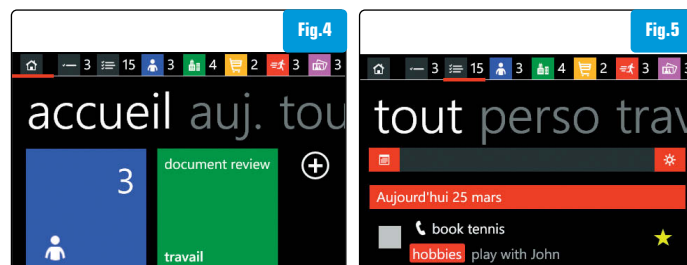 Fig.4
3 15 3 4 2 3 3
accueil auj. tou
3
document review
travail
Fig.5
3 15 3 4 2 3
tout perso trav
Aujourd'hui 25 mars
book tennis
hobbies play with John